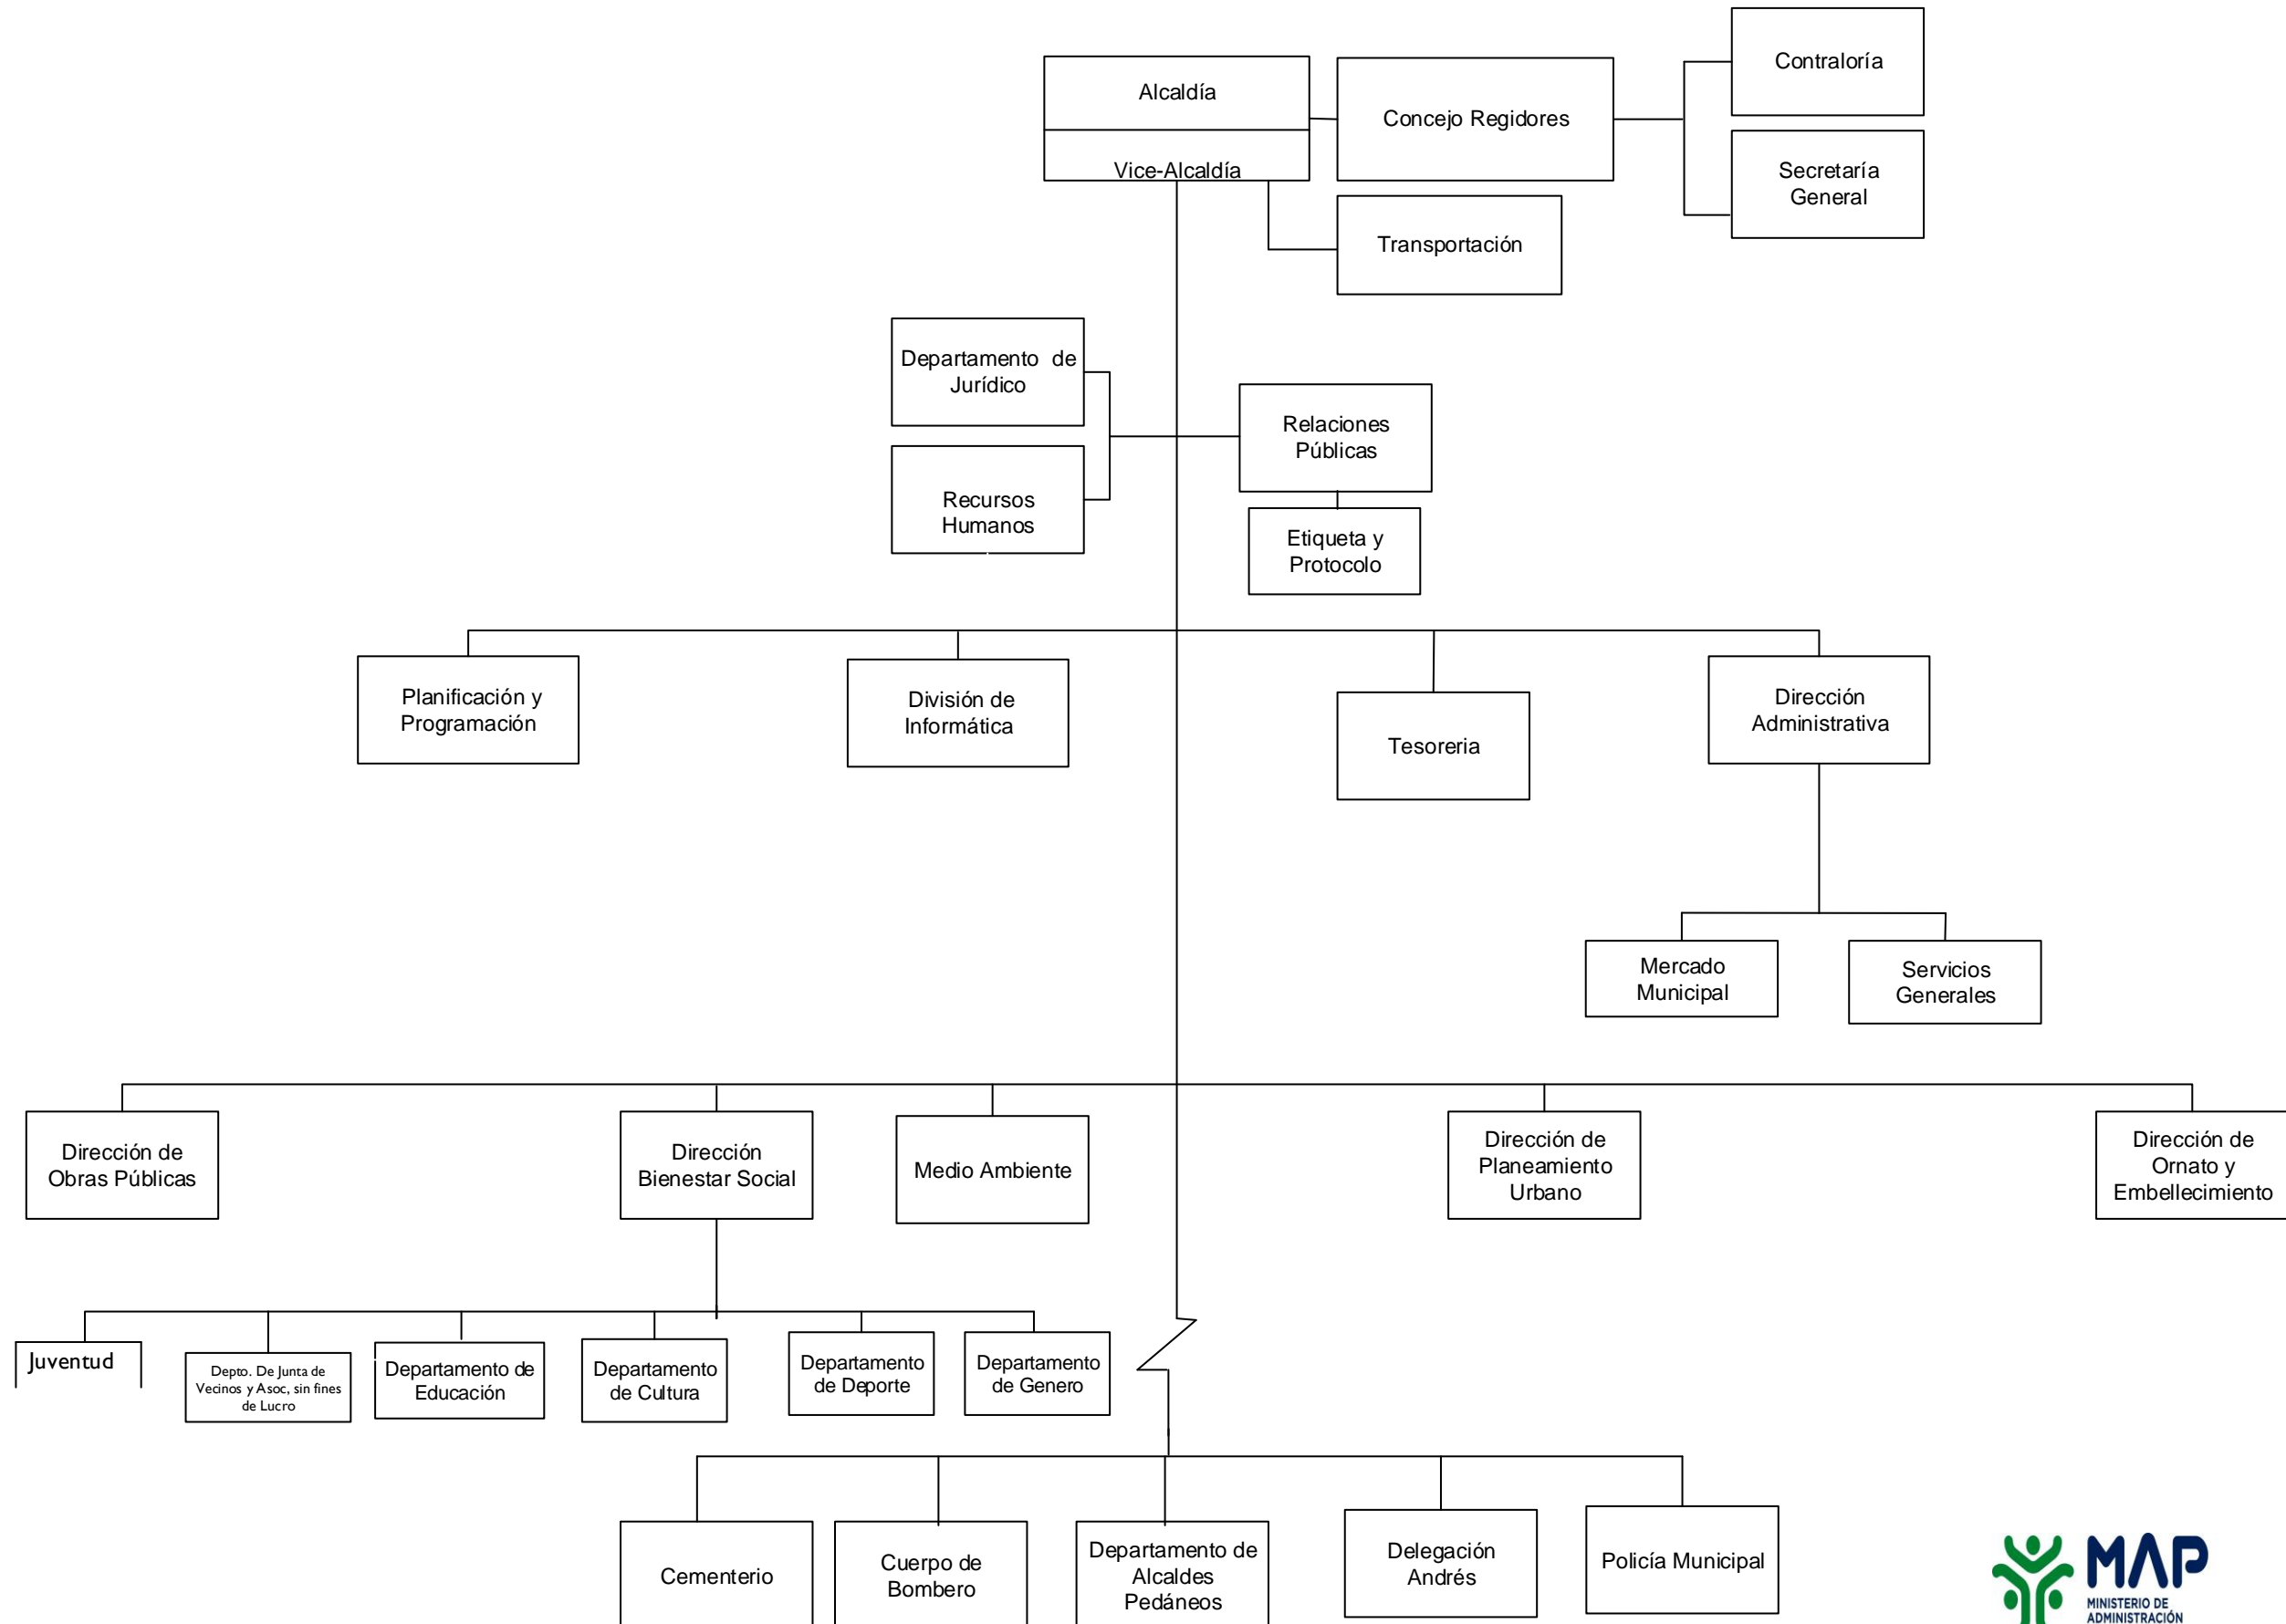 Alcaldía
Vice-Alcaldía
Concejo Regidores
Contraloría
Secretaría
General
Transportación
Departamento de
Jurídico
Recursos
Humanos
Relaciones
Públicas
Etiqueta y
Protocolo
Planificación y
Programación
División de
Informática
Tesoreria
Dirección
Administrativa
Mercado
Municipal
Servicios
Generales
Dirección de
Obras Públicas
Dirección
Bienestar Social
Medio Ambiente
Dirección de
Planeamiento
Urbano
Dirección de
Ornato y
Embellecimiento
Juventud
Depto. De Junta de
Vecinos y Asoc, sin fines
de Lucro
Departamento de
Educación
Departamento
de Cultura
Departamento
de Deporte
Departamento
de Genero
Cementerio
Cuerpo de
Bombero
Departamento de
Alcaldes
Pedáneos
Delegación
Andrés
Policía Municipal
MAP
MINISTERIO DE
ADMINISTRACIÓN